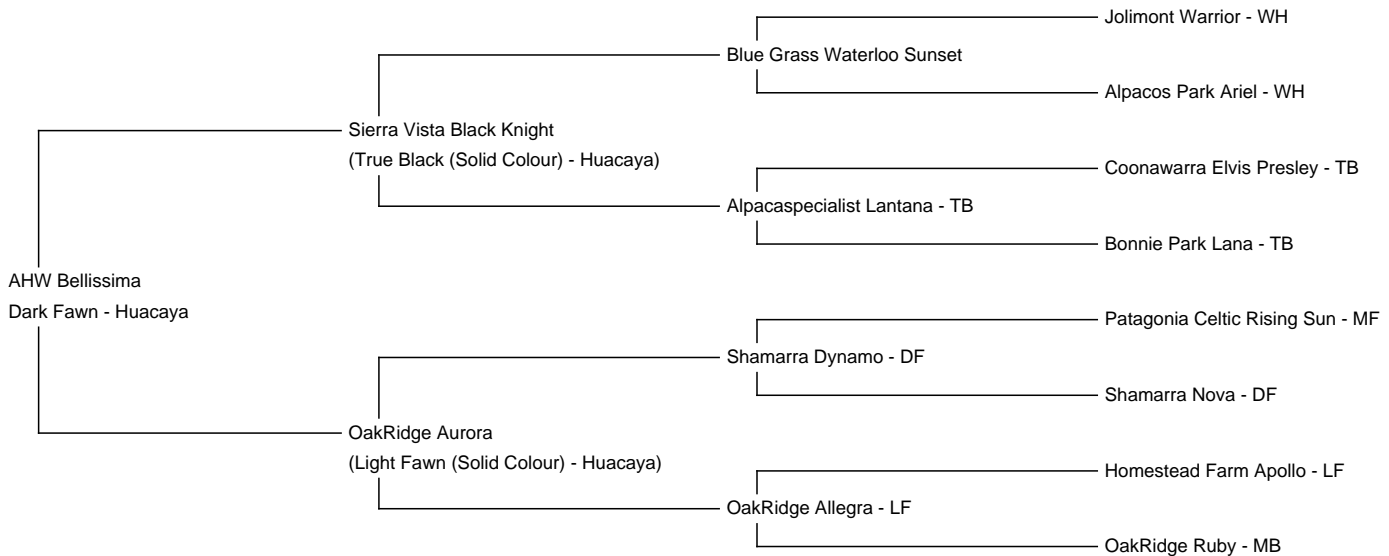 Jolimont Warrior - WH
Blue Grass Waterloo Sunset
Alpacos Park Ariel - WH
Sierra Vista Black Knight
(True Black (Solid Colour) - Huacaya)
Coonawarra Elvis Presley - TB
Alpacaspecialist Lantana - TB
Bonnie Park Lana - TB
AHW Bellissima
Dark Fawn - Huacaya
Patagonia Celtic Rising Sun - MF
Shamarra Dynamo - DF
Shamarra Nova - DF
OakRidge Aurora
(Light Fawn (Solid Colour) - Huacaya)
Homestead Farm Apollo - LF
OakRidge Allegra - LF
OakRidge Ruby - MB